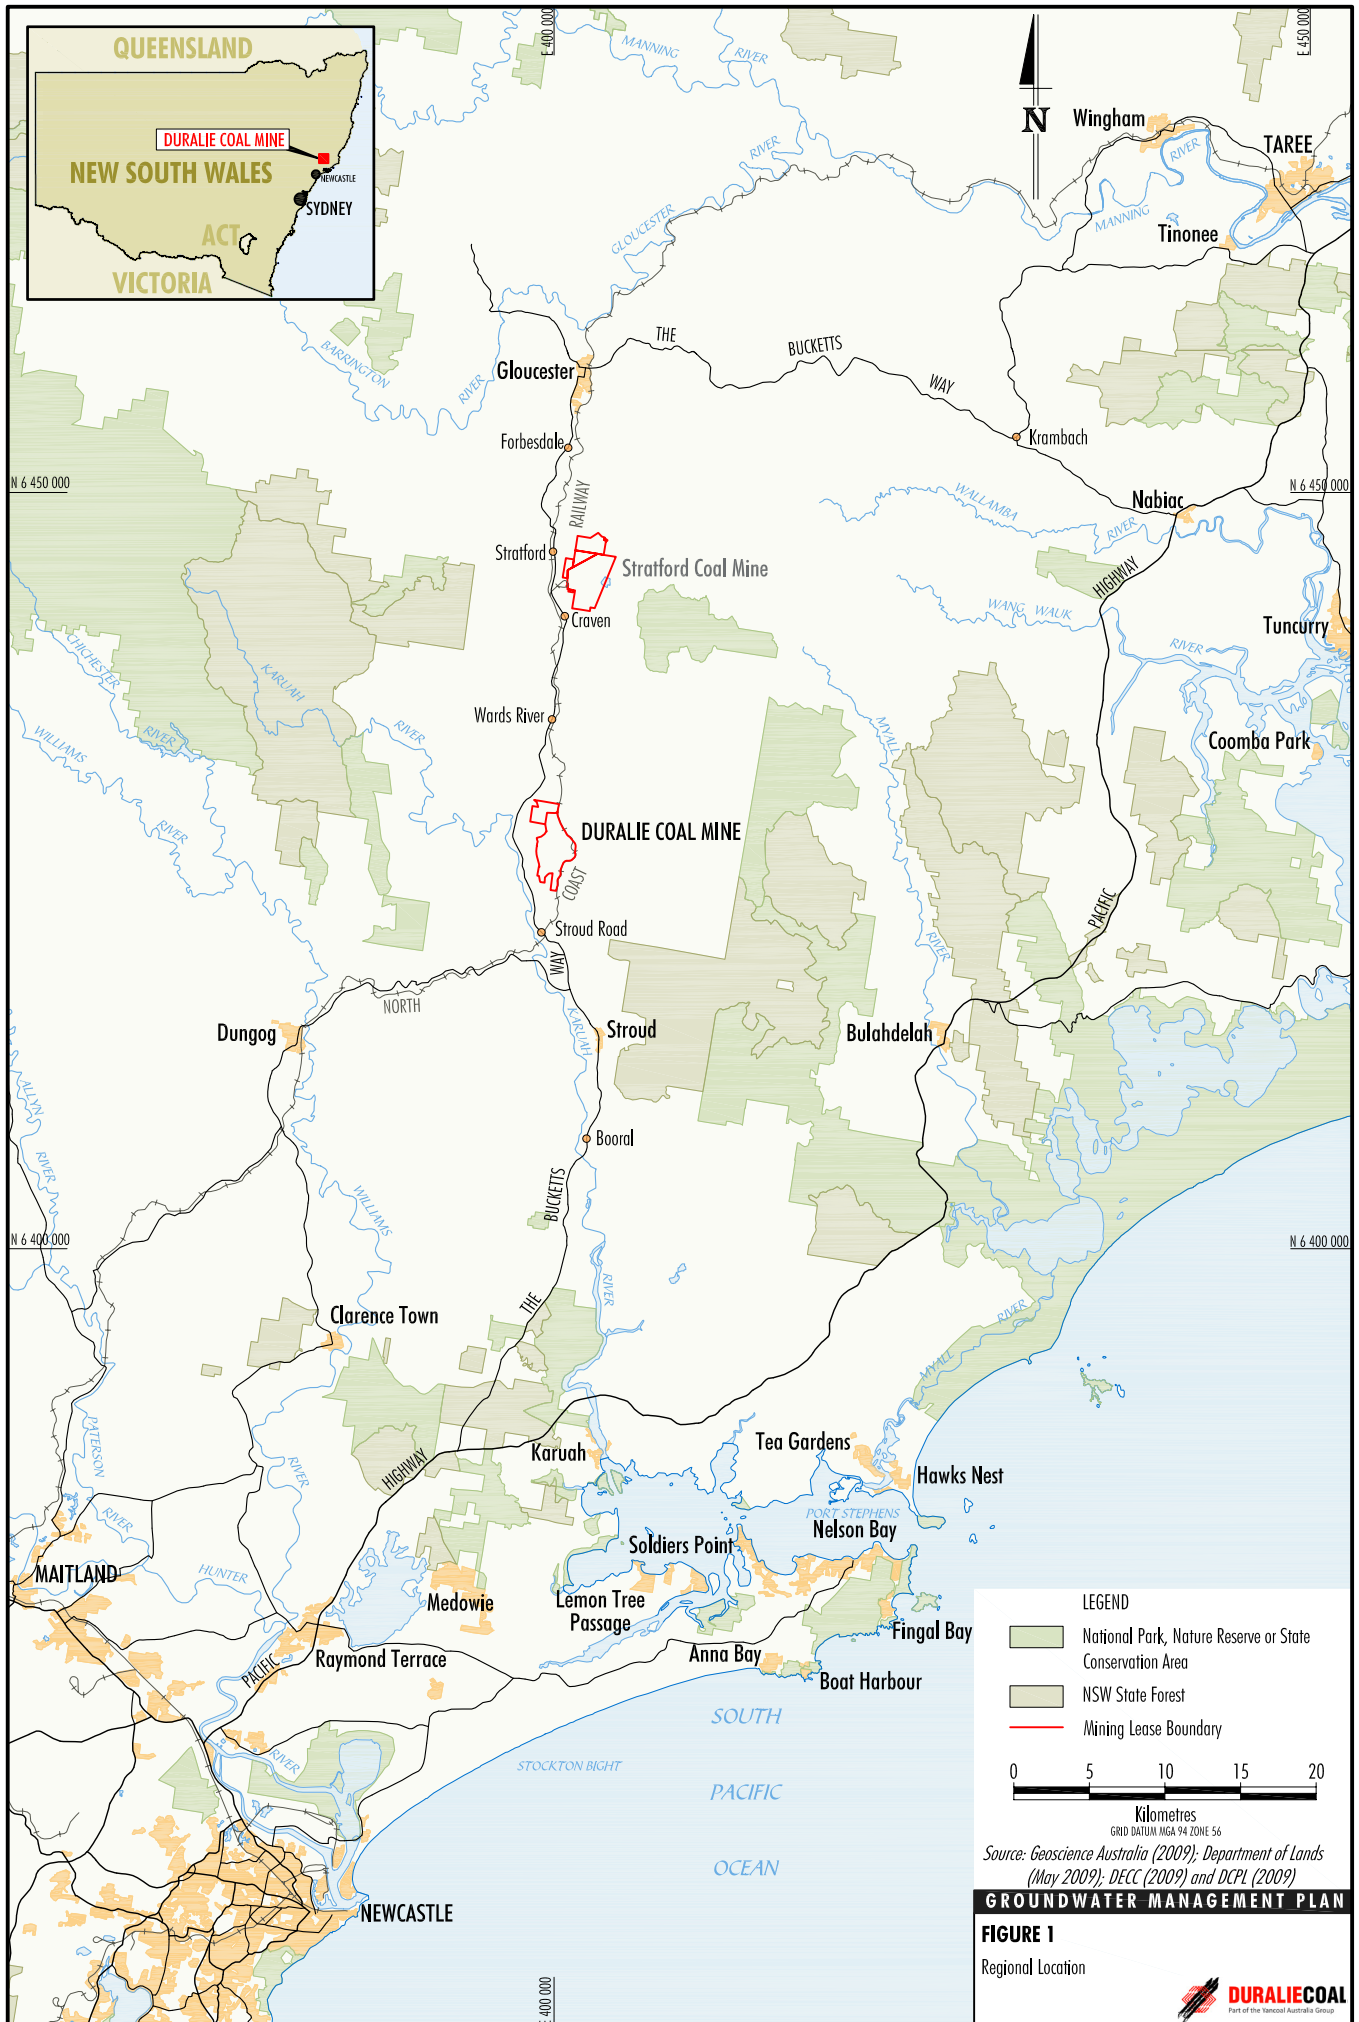 QUEENSLAND
DURALIE COAL MINE
NEW SOUTH WALES
NEWCASTLE
SYDNEY
ACT
VICTORIA
E 400 000
E 450 000
MANNING
RIVER
N
Wingham
TAREE
RIVER
RIVER
MANNING
Tinonee
GLOUCESTER
BARRINGTON
RIVER
THE
BUCKETTS
WAY
Gloucester
Forbesdale
Krambach
N 6 450 000
N 6 450 000
WALLAMBA
RIVER
Nabiac
RAILWAY
Stratford
Stratford Coal Mine
HIGHWAY
WANG WAUK
RIVER
Craven
Tuncurry
CHICHESTER
RIVER
KARUAH
RIVER
WILLIAMS
RIVER
Wards River
MYALL
RIVER
Coomba Park
DURALIE COAL MINE
COAST
PACIFIC
Stroud Road
WAY
NORTH
Dungog
KARUAH
Stroud
Bulahdelah
ALLYN
RIVER
Booral
WILLIAMS
BUCKETTS
N 6 400 000
N 6 400 000
RIVER
THE
RIVER
MYALL
Clarence Town
PATERSON
RIVER
RIVER
HIGHWAY
Karuah
Tea Gardens
Hawks Nest
PORT STEPHENS
Nelson Bay
Soldiers Point
MAITLAND
HUNTER
Medowie
Lemon Tree
Passage
Fingal Bay
Raymond Terrace
Anna Bay
Boat Harbour
PACIFIC
RIVER
STOCKTON BIGHT
SOUTH
PACIFIC
OCEAN
NEWCASTLE
E 400 000
LEGEND
National Park, Nature Reserve or State
Conservation Area
NSW State Forest
Mining Lease Boundary
0 5 10 15 20
Kilometres
GRID DATUM MGA 94 ZONE 56
Source: Geoscience Australia (2009); Department of Lands
(May 2009); DECC (2009) and DCPL (2009)
GROUNDWATER MANAGEMENT PLAN
FIGURE 1
Regional Location
DURALIECOAL
Part of the Yancoal Australia Group